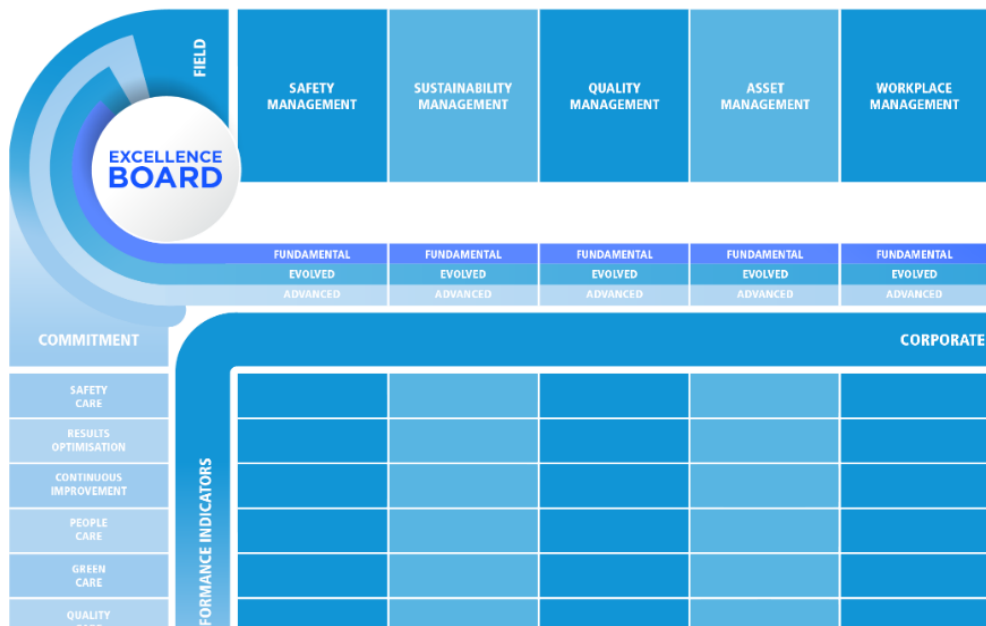 FIELD
SAFETY
MANAGEMENT
SUSTAINABILITY
MANAGEMENT
QUALITY
MANAGEMENT
ASSET
MANAGEMENT
WORKPLACE
MANAGEMENT
EXCELLENCE
BOARD
FUNDAMENTAL FUNDAMENTAL FUNDAMENTAL FUNDAMENTAL FUNDAMENTAL
EVOLVED EVOLVED EVOLVED EVOLVED EVOLVED
ADVANCED ADVANCED ADVANCED ADVANCED ADVANCED
COMMITMENT
CORPORATE
SAFETY
CARE
RESULTS
OPTIMISATION
CONTINUOUS
IMPROVEMENT
PEOPLE
CARE
GREEN
CARE
QUALITY
FORMANCE INDICATORS